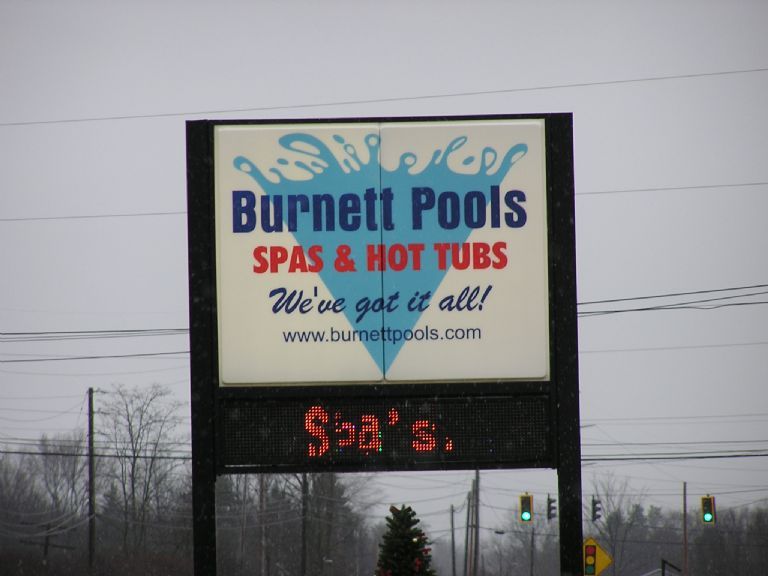 Burnett Pools
SPAS & HOT TUBS
We've got it all!
www.burnettpools.com
Spa's.